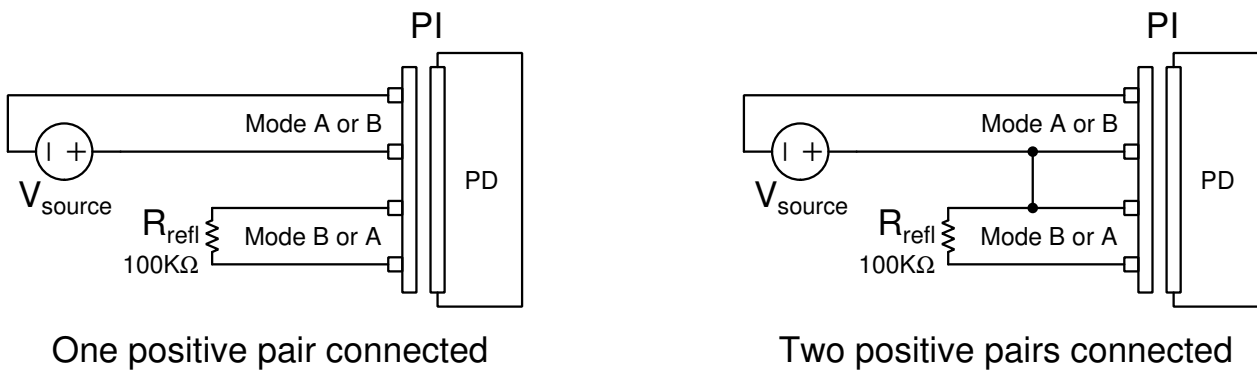 PI
Mode A or B
− +
V_source
PD
R_refl
100KΩ
Mode B or A
One positive pair connected
PI
Mode A or B
− +
V_source
PD
R_refl
100KΩ
Mode B or A
Two positive pairs connected